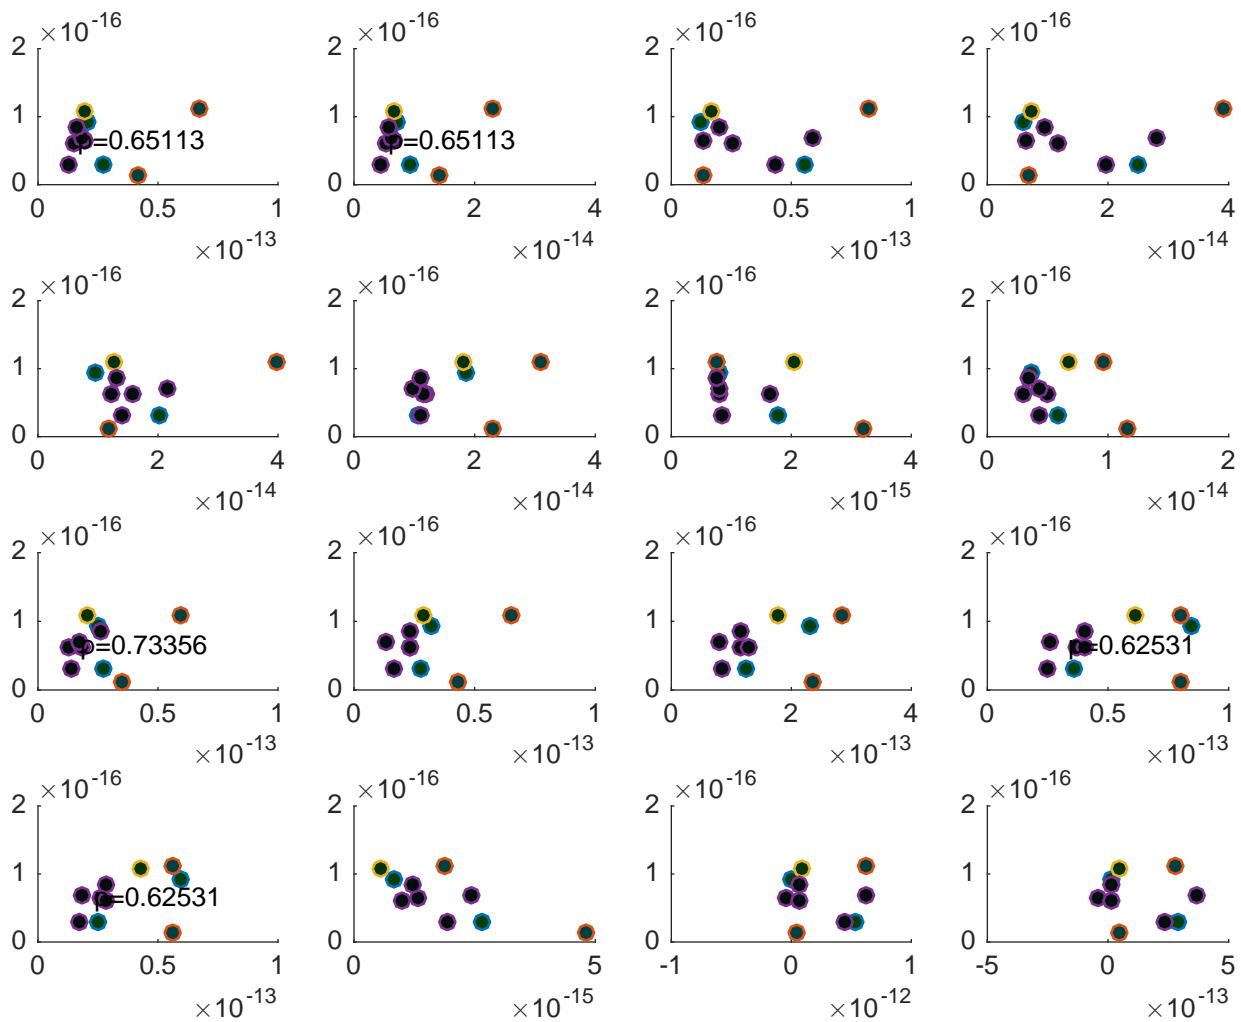 ×10-16 ×10-16 ×10-16 ×10-16
2 2 2 2
1 1 1 1
p=0.65113 p=0.65113
0 0 0 0
0 0.5 1 0 2 4 0 0.5 1 0 2 4
×10-13 ×10-14 ×10-13 ×10-14
×10-16 ×10-16 ×10-16 ×10-16
2 2 2 2
1 1 1 1
0 0 0 0
0 2 4 0 2 4 0 2 4 0 1 2
×10-14 ×10-14 ×10-15 ×10-14
×10-16 ×10-16 ×10-16 ×10-16
2 2 2 2
1 1 1 1
p=0.73356 p=0.62531
0 0 0 0
0 0.5 1 0 0.5 1 0 2 4 0 0.5 1
×10-13 ×10-13 ×10-13 ×10-13
×10-16 ×10-16 ×10-16 ×10-16
2 2 2 2
1 1 1 1
p=0.62531
0 0 0 0
0 0.5 1 0 5 -1 0 1 -5 0 5
×10-13 ×10-15 ×10-12 ×10-13